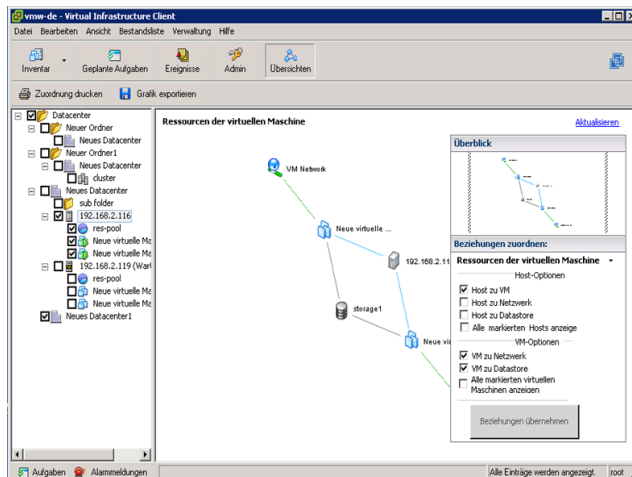 vmw-de - Virtual Infrastructure Client
Datei Bearbeiten Ansicht Bestandsliste Verwaltung Hilfe
Inventar Geplante Aufgaben Ereignisse Admin Übersichten
Zuordnung drucken Grafik exportieren
Datacenter
Neuer Ordner
Neues Datacenter
Neuer Ordner1
Neues Datacenter
cluster
Neues Datacenter
sub folder
192.168.2.116
res-pool
Neue virtuelle Ma
Neue virtuelle Ma
192.168.2.119 (War
res-pool
Neue virtuelle Ma
Neue virtuelle Ma
Neues Datacenter1
Ressourcen der virtuellen Maschine
Aktualisieren
VM Network
Neue virtuelle ...
192.168.2.11
storage1
Neue vi
Überblick
Beziehungen zuordnen:
Ressourcen der virtuellen Maschine
Host-Optionen
Host zu VM
Host zu Netzwerk
Host zu Datastore
Alle markierten Hosts anzeige
VM-Optionen
VM zu Netzwerk
VM zu Datastore
Alle markierten virtuellen
Maschinen anzeigen
Beziehungen übernehmen
Aufgaben Alarmmeldungen
Alle Einträge werden angezeigt. root